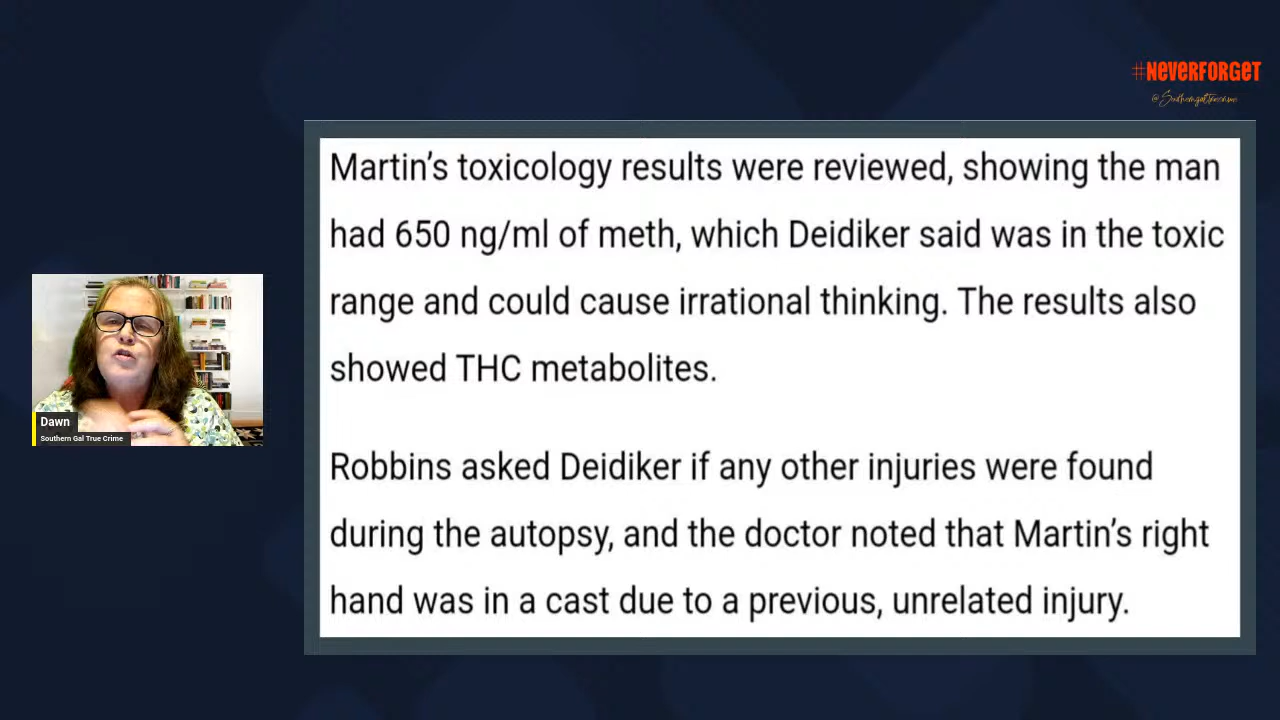 #NEVERFORGET
@Southerngaltruecrime
Martin’s toxicology results were reviewed, showing the man
had 650 ng/ml of meth, which Deidiker said was in the toxic
range and could cause irrational thinking. The results also
showed THC metabolites.
Robbins asked Deidiker if any other injuries were found
during the autopsy, and the doctor noted that Martin’s right
hand was in a cast due to a previous, unrelated injury.
Dawn
Southern Gal True Crime